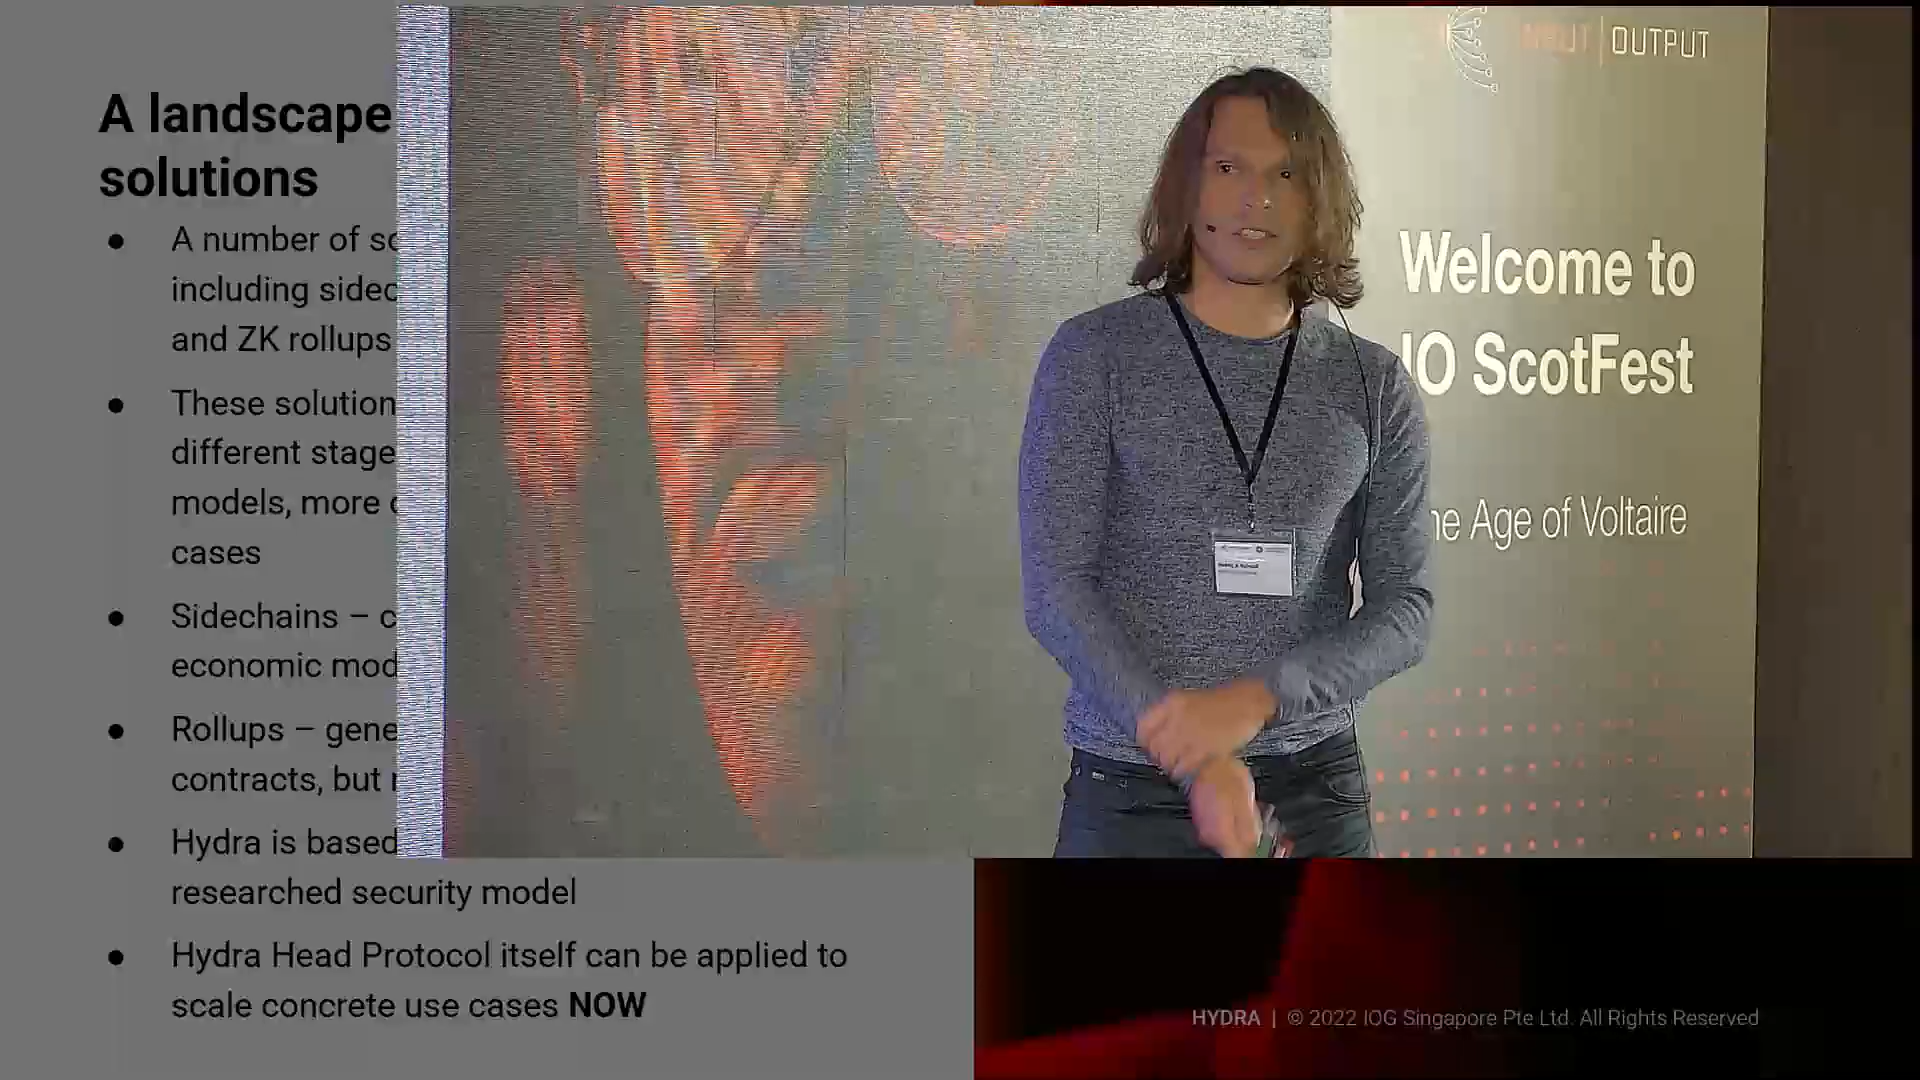 A landscape
solutions
● A number of sc
including sidec
and ZK rollups
● These solution
different stage
models, more c
cases
● Sidechains – c
economic mod
● Rollups – gene
contracts, but
● Hydra is based
researched security model
● Hydra Head Protocol itself can be applied to
scale concrete use cases NOW
INPUT | OUTPUT
Welcome to
IO ScotFest
he Age of Voltaire
HYDRA | © 2022 IOG Singapore Pte Ltd. All Rights Reserved